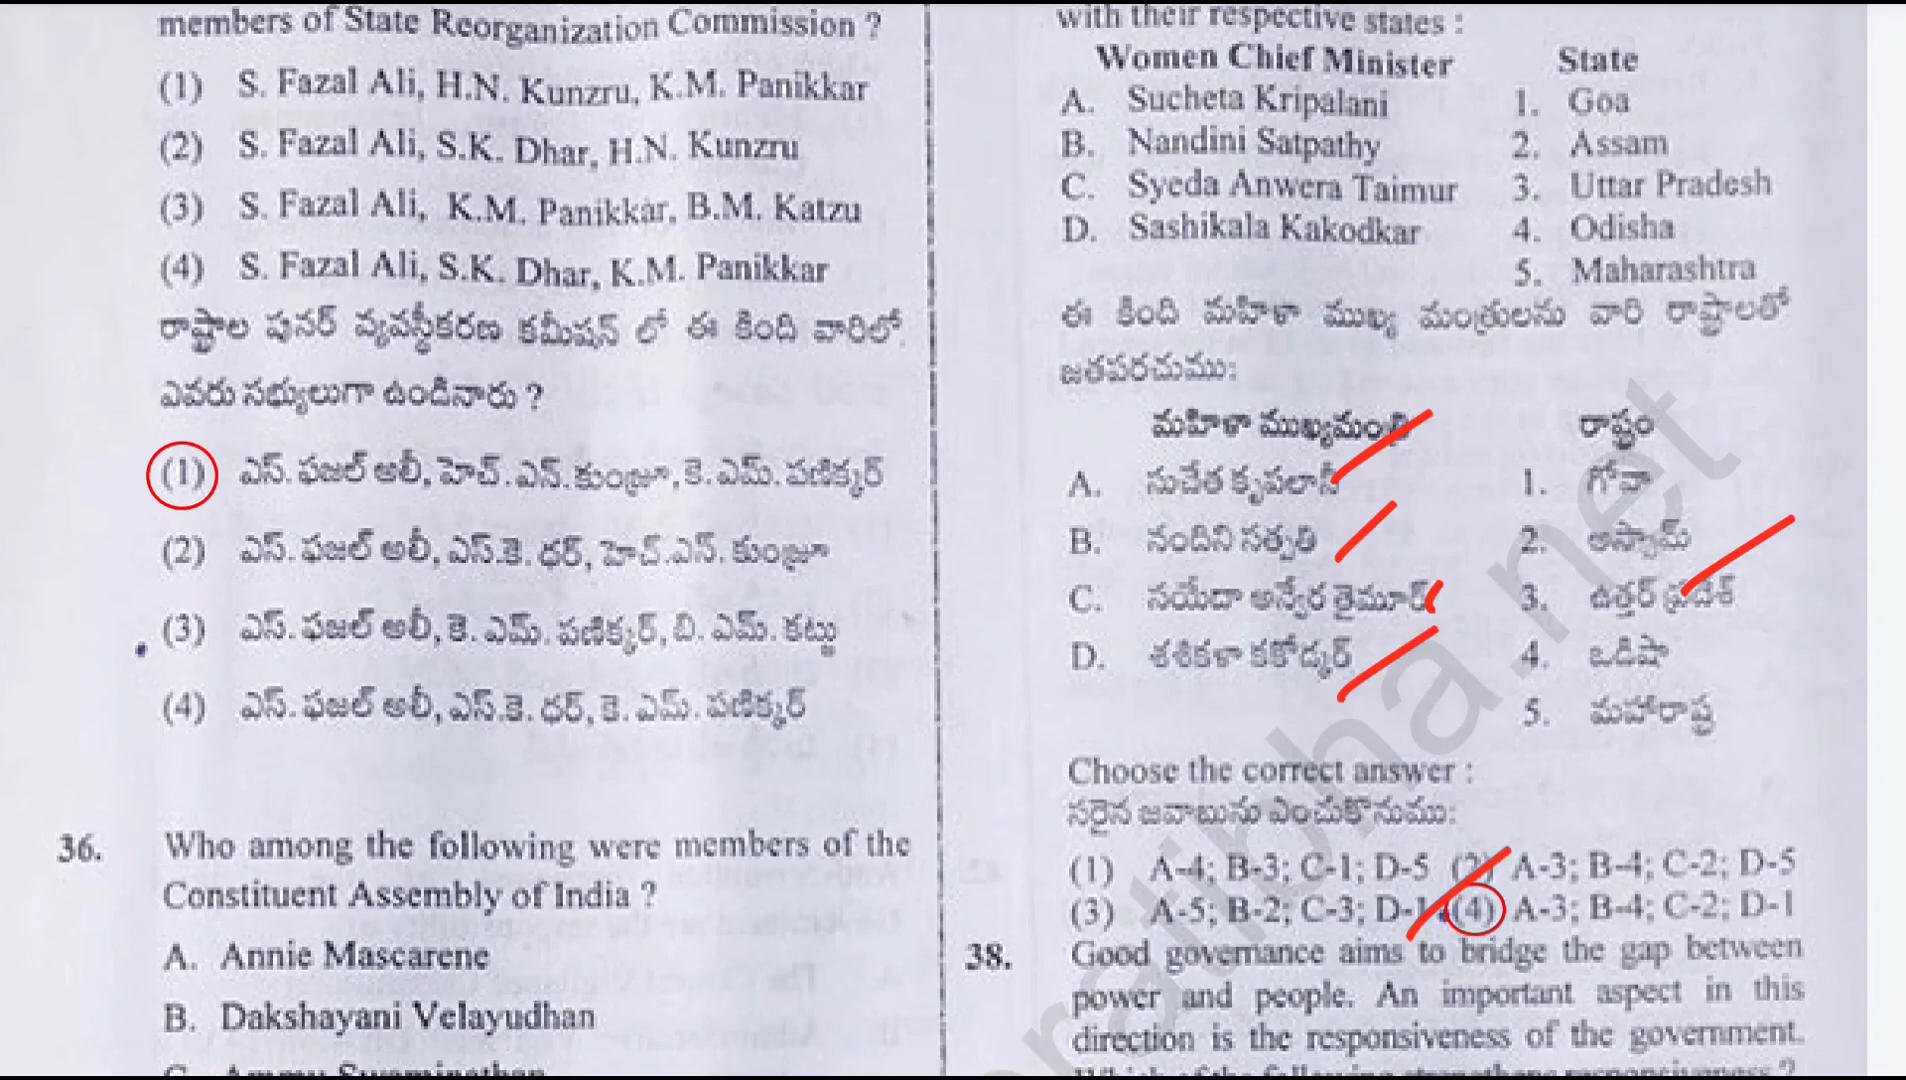 members of State Reorganization Commission ?
(1) S. Fazal Ali, H.N. Kunzru, K.M. Panikkar
(2) S. Fazal Ali, S.K. Dhar, H.N. Kunzru
(3) S. Fazal Ali, K.M. Panikkar, B.M. Katzu
(4) S. Fazal Ali, S.K. Dhar, K.M. Panikkar
రాష్ట్రాల పునర్ వ్యవస్థీకరణ కమీషన్ లో ఈ కింది వారిలో
ఎవరు సభ్యులుగా ఉండినారు ?
(1) ఎస్. ఫజల్ అలీ, హెచ్.ఎన్. కుంజ్రూ, కె. ఎమ్. పణిక్కర్
(2) ఎస్. ఫజల్ అలీ, ఎస్.కె. ధర్, హెచ్.ఎన్. కుంజ్రూ
(3) ఎస్. ఫజల్ అలీ, కె. ఎమ్. పణిక్కర్, బి. ఎమ్. కట్జు
(4) ఎస్. ఫజల్ అలీ, ఎస్.కె. ధర్, కె. ఎమ్. పణిక్కర్
36. Who among the following were members of the
Constituent Assembly of India ?
A. Annie Mascarene
B. Dakshayani Velayudhan
C. Ammu Swaminathan
with their respective states :
Women Chief Minister State
A. Sucheta Kripalani 1. Goa
B. Nandini Satpathy 2. Assam
C. Syeda Anwera Taimur 3. Uttar Pradesh
D. Sashikala Kakodkar 4. Odisha
5. Maharashtra
ఈ కింది మహిళా ముఖ్య మంత్రులను వారి రాష్ట్రాలతో
జతపరచుము:
మహిళా ముఖ్యమంత్రి రాష్ట్రం
A. సుచేత కృపలానీ 1. గోవా
B. నందిని సత్పతి 2. అస్సామ్
C. సయేదా అన్వేర తైమూర్ 3. ఉత్తర్ ప్రదేశ్
D. శశికళా కకోడ్కర్ 4. ఒడిషా
5. మహారాష్ట్ర
Choose the correct answer :
సరైన జవాబును ఎంచుకొనుము:
(1) A-4; B-3; C-1; D-5 (2) A-3; B-4; C-2; D-5
(3) A-5; B-2; C-3; D-1 (4) A-3; B-4; C-2; D-1
38. Good governance aims to bridge the gap between
power and people. An important aspect in this
direction is the responsiveness of the government.
Which of the following strengthens responsiveness ?